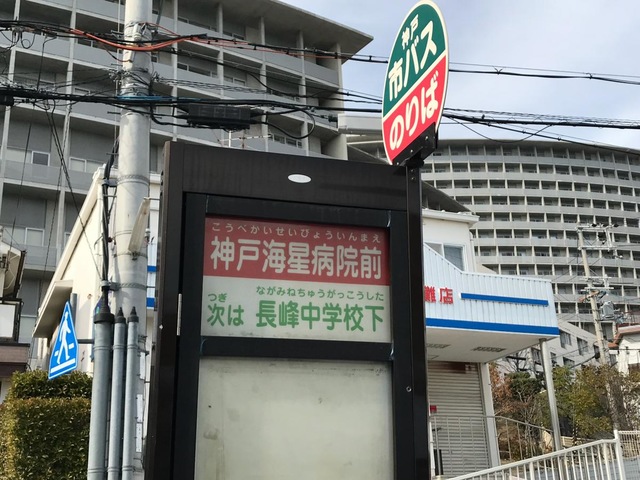 神戸
市バス
のりば
こうべかいせいびょういんまえ
神戸海星病院前
つぎ ながみねちゅうがっこうした
次は 長峰中学校下
灘店